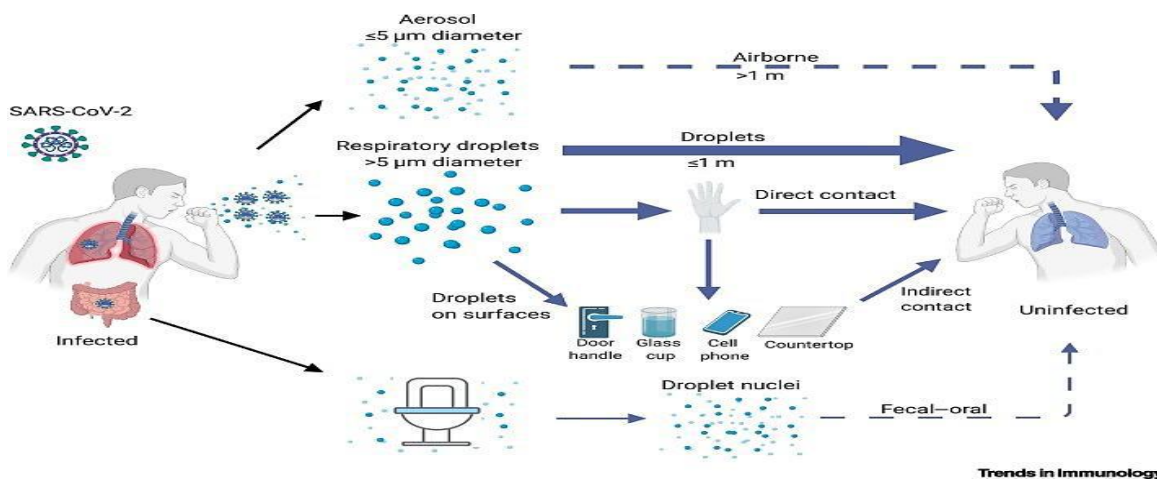 Aerosol
≤5 µm diameter
Airborne
>1 m
SARS-CoV-2
Respiratory droplets
>5 µm diameter
Droplets
≤1 m
Direct contact
Droplets
on surfaces
Indirect
contact
Infected
Uninfected
Door
handle
Glass
cup
Cell
phone
Countertop
Droplet nuclei
Fecal–oral
Trends in Immunology